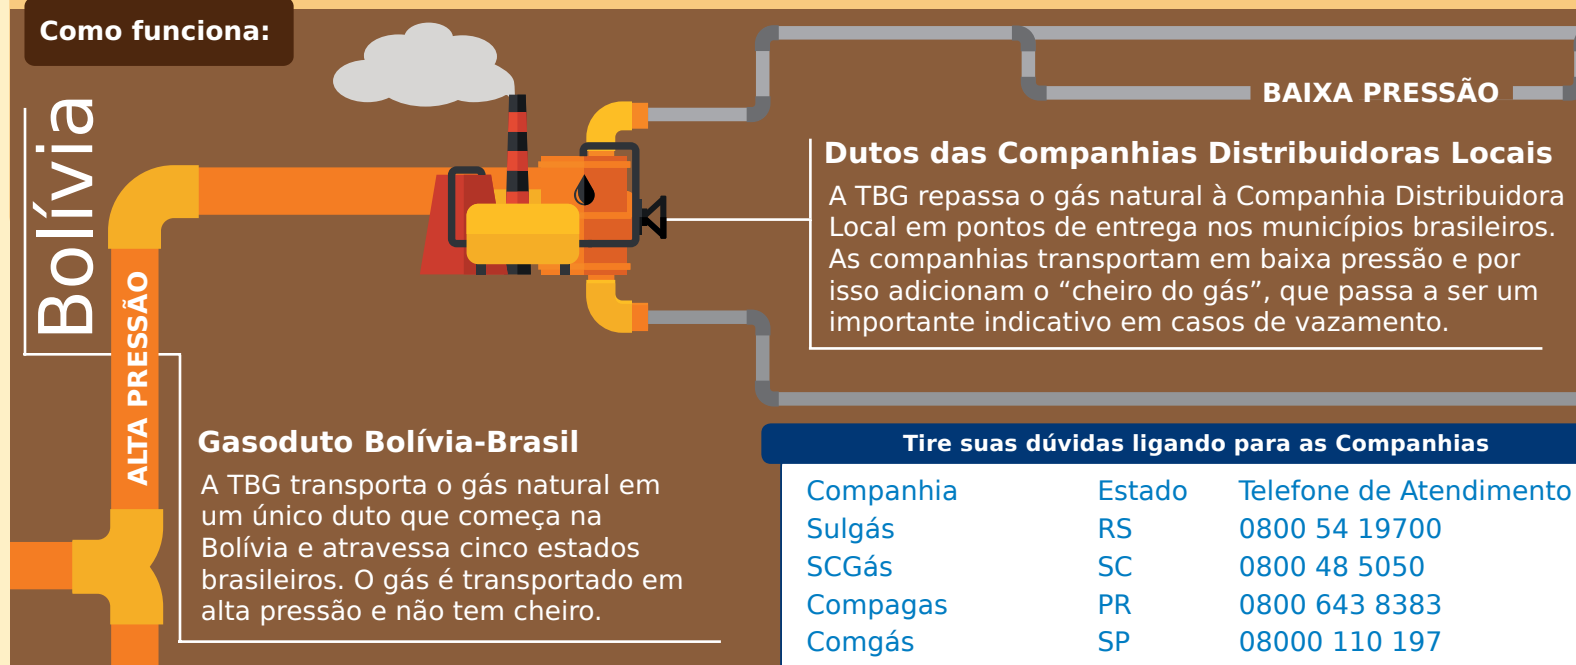 Como funciona:
Bolívia
ALTA PRESSÃO
BAIXA PRESSÃO
Dutos das Companhias Distribuidoras Locais
A TBG repassa o gás natural à Companhia Distribuidora
Local em pontos de entrega nos municípios brasileiros.
As companhias transportam em baixa pressão e por
isso adicionam o “cheiro do gás”, que passa a ser um
importante indicativo em casos de vazamento.
Gasoduto Bolívia-Brasil
A TBG transporta o gás natural em
um único duto que começa na
Bolívia e atravessa cinco estados
brasileiros. O gás é transportado em
alta pressão e não tem cheiro.
Tire suas dúvidas ligando para as Companhias
Companhia Estado Telefone de Atendimento
Sulgás RS 0800 54 19700
SCGás SC 0800 48 5050
Compagas PR 0800 643 8383
Comgás SP 08000 110 197